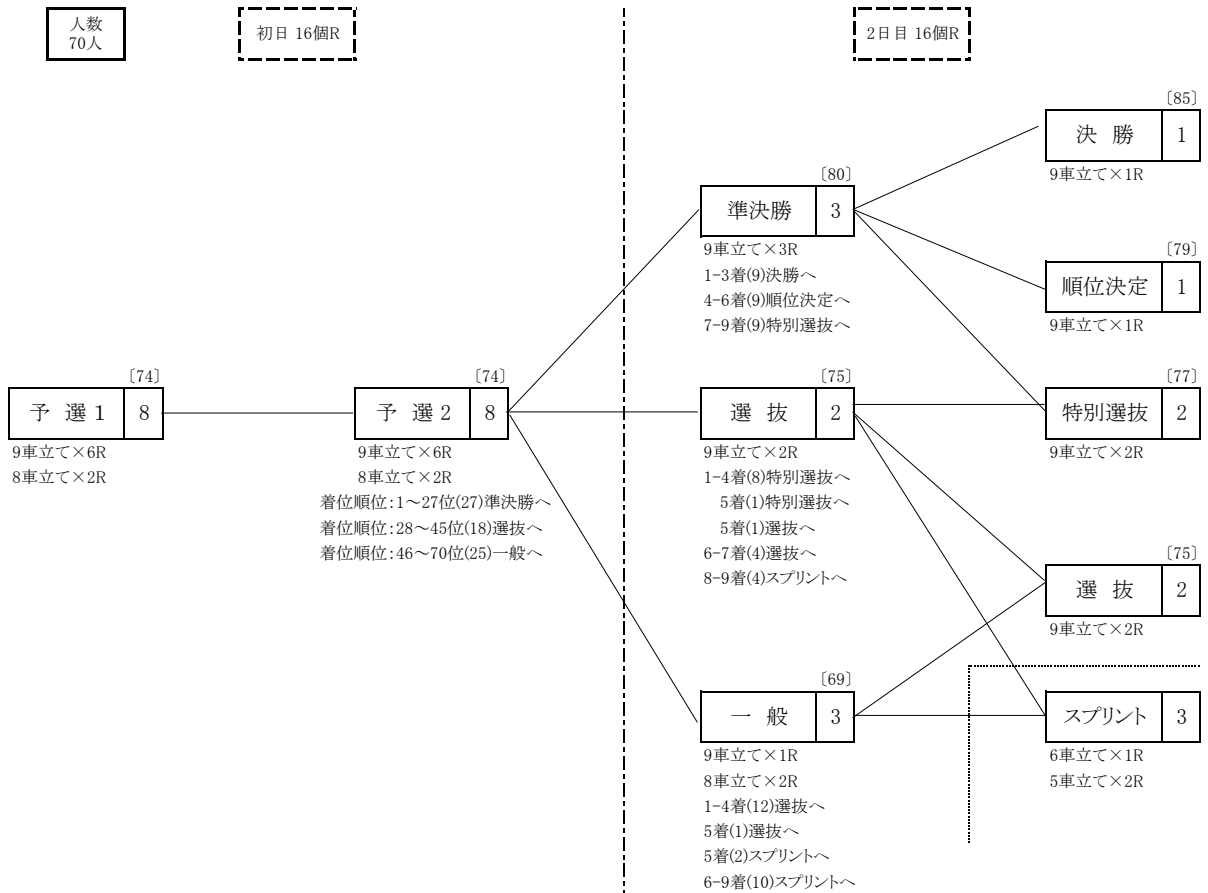 人数
70人
初日 16個R
2日目 16個R
〔74〕
予 選 1 8
9車立て×6R
8車立て×2R
〔74〕
予 選 2 8
9車立て×6R
8車立て×2R
着位順位:1～27位(27)準決勝へ
着位順位:28～45位(18)選抜へ
着位順位:46～70位(25)一般へ
〔80〕
準決勝 3
9車立て×3R
1-3着(9)決勝へ
4-6着(9)順位決定へ
7-9着(9)特別選抜へ
〔75〕
選 抜 2
9車立て×2R
1-4着(8)特別選抜へ
5着(1)特別選抜へ
5着(1)選抜へ
6-7着(4)選抜へ
8-9着(4)スプリントへ
〔69〕
一 般 3
9車立て×1R
8車立て×2R
1-4着(12)選抜へ
5着(1)選抜へ
5着(2)スプリントへ
6-9着(10)スプリントへ
〔85〕
決 勝 1
9車立て×1R
〔79〕
順位決定 1
9車立て×1R
〔77〕
特別選抜 2
9車立て×2R
〔75〕
選 抜 2
9車立て×2R
スプリント 3
6車立て×1R
5車立て×2R